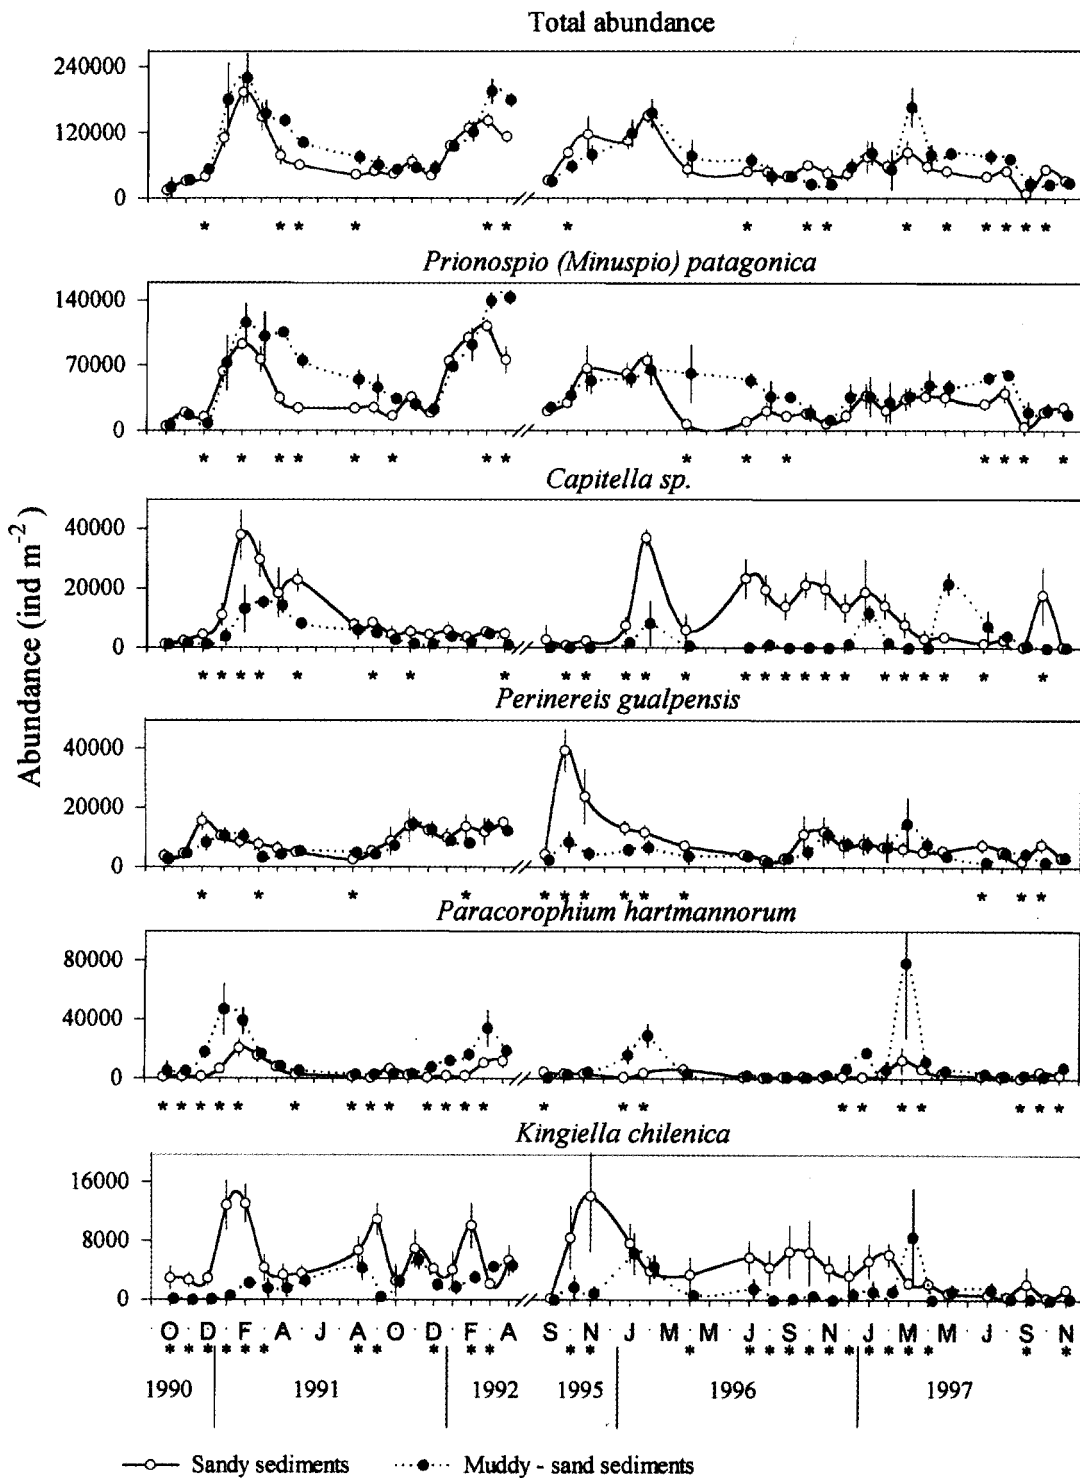 Total abundance
240000
120000
0
* * * * * * * * * * * * * * * *
Prionospio (Minuspio) patagonica
140000
70000
0
* * * * * * * * * * * * * * *
Capitella sp.
40000
20000
0
* * * * * * * * * * * * * * * * * * * * * * * * *
Perinereis gualpensis
40000
20000
0
* * * * * * * * * * * * *
Paracorophium hartmannorum
80000
40000
0
* * * * * * * * * * * * * * * * * * * * * * *
Kingiella chilenica
16000
8000
0
O D F A J A O D F A S N J M M J S N J M M J S N
* * * * * * * * * * * * * * * * * * * * * * * * *
1990 1991 1992 1995 1996 1997
Abundance (ind m-2)
Sandy sediments Muddy - sand sediments